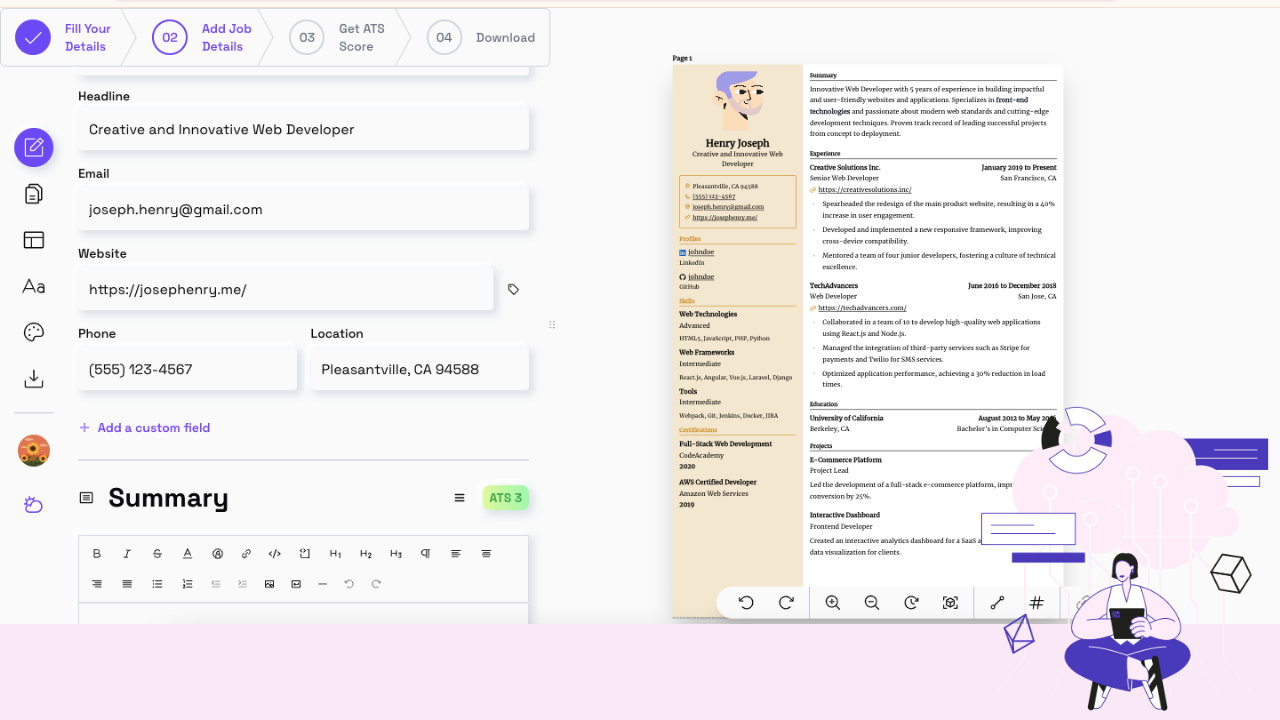 Fill Your
Details
02
Add Job
Details
03
Get ATS
Score
04
Download
Headline
Creative and Innovative Web Developer
Email
joseph.henry@gmail.com
Website
https://josephenry.me/
Phone
Location
(555) 123-4567
Pleasantville, CA 94588
+ Add a custom field
Summary
ATS 3
B I S A H1 H2 H3
Aa
Page 1
Henry Joseph
Creative and Innovative Web
Developer
Pleasantville, CA 94588
(555) 123-4567
joseph.henry@gmail.com
https://josephenry.me/
Profiles
johndoe
LinkedIn
johndoe
GitHub
Skills
Web Technologies
Advanced
HTML5, JavaScript, PHP, Python
Web Frameworks
Intermediate
React.js, Angular, Vue.js, Laravel, Django
Tools
Intermediate
Webpack, Git, Jenkins, Docker, JIRA
Certifications
Full-Stack Web Development
CodeAcademy
2020
AWS Certified Developer
Amazon Web Services
2019
Summary
Innovative Web Developer with 5 years of experience in building impactful
and user-friendly websites and applications. Specializes in front-end
technologies and passionate about modern web standards and cutting-edge
development techniques. Proven track record of leading successful projects
from concept to deployment.
Experience
Creative Solutions Inc. January 2019 to Present
Senior Web Developer San Francisco, CA
https://creativesolutions.inc/
Spearheaded the redesign of the main product website, resulting in a 40%
increase in user engagement.
Developed and implemented a new responsive framework, improving
cross-device compatibility.
Mentored a team of four junior developers, fostering a culture of technical
excellence.
TechAdvancers June 2016 to December 2018
Web Developer San Jose, CA
https://techadvancers.com/
Collaborated in a team of 10 to develop high-quality web applications
using React.js and Node.js.
Managed the integration of third-party services such as Stripe for
payments and Twilio for SMS services.
Optimized application performance, achieving a 30% reduction in load
times.
Education
University of California August 2012 to May
Berkeley, CA Bachelor's in Computer
Projects
E-Commerce Platform
Project Lead
Led the development of a full-stack e-commerce platform,
conversion by 25%.
Interactive Dashboard
Frontend Developer
Created an interactive analytics dashboard for a SaaS
data visualization for clients.